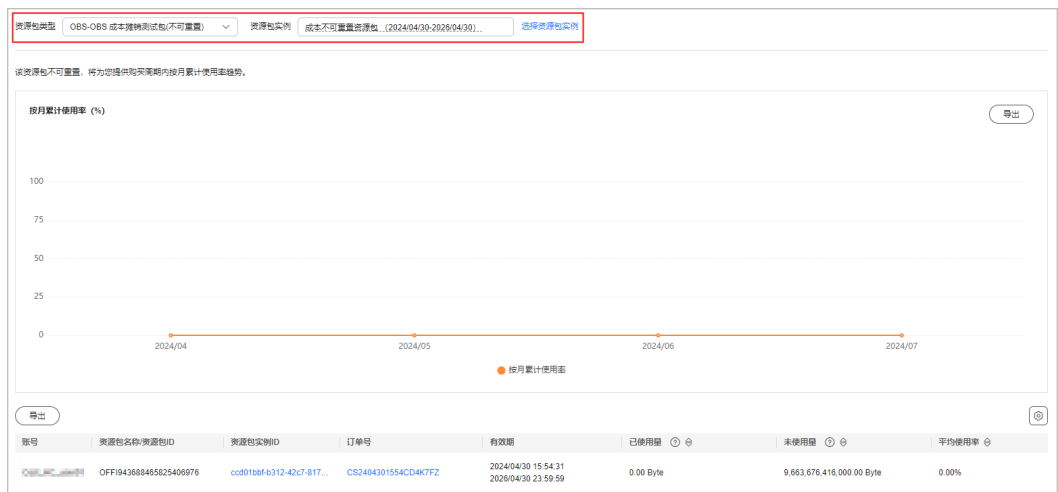 资源包类型 OBS-OBS 成本摊销测试包(不可重置) 资源包实例 成本不可重置资源包 (2024/04/30-2026/04/30) 选择资源包实例
该资源包不可重置，将为您提供购买周期内按月累计使用率趋势。
按月累计使用率 (%) 导出
100
75
50
25
0
2024/04 2024/05 2024/06 2024/07
按月累计使用率
导出
账号 资源包名称/资源包ID 资源包实例ID 订单号 有效期 已使用量 未使用量 平均使用率
OFFI943688465825406976 ccd01bbf-b312-42c7-817... CS2404301554CD4K7FZ 2024/04/30 15:54:31 0.00 Byte 9,663,676,416,000.00 Byte 0.00%
2026/04/30 23:59:59